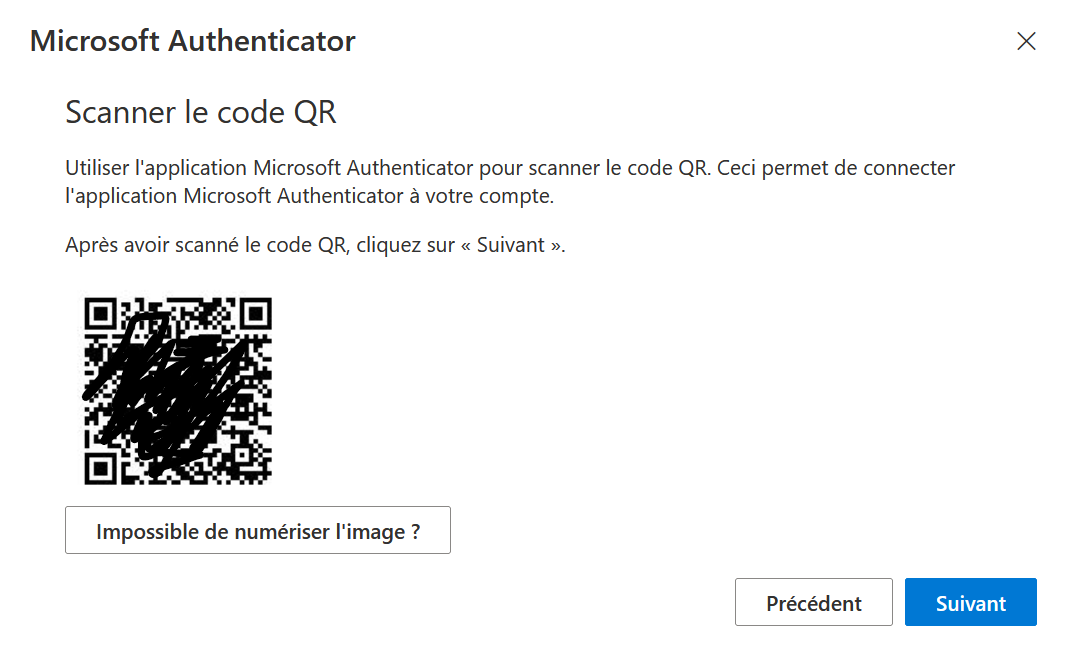 Microsoft Authenticator
Scanner le code QR
Utiliser l'application Microsoft Authenticator pour scanner le code QR. Ceci permet de connecter
l'application Microsoft Authenticator à votre compte.
Après avoir scanné le code QR, cliquez sur « Suivant ».
Impossible de numériser l'image ?
Précédent
Suivant